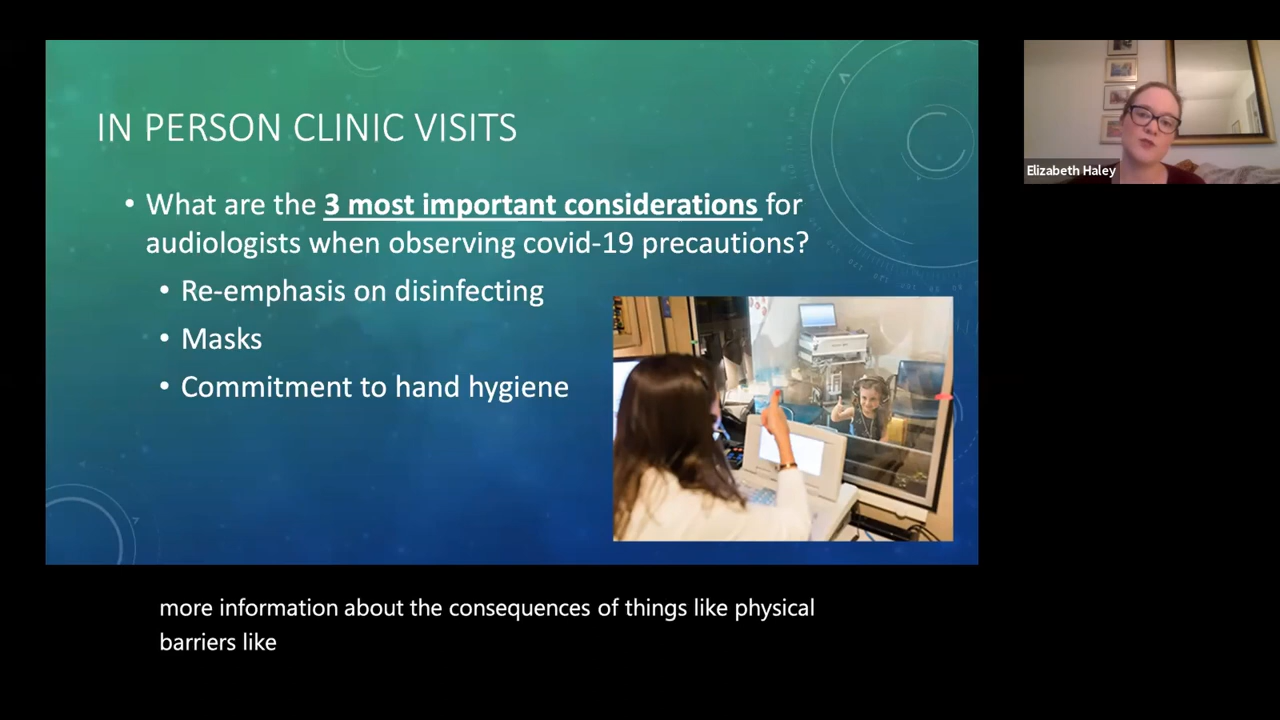 IN PERSON CLINIC VISITS
• What are the 3 most important considerations for
audiologists when observing covid-19 precautions?
• Re-emphasis on disinfecting
• Masks
• Commitment to hand hygiene
Elizabeth Haley
more information about the consequences of things like physical
barriers like